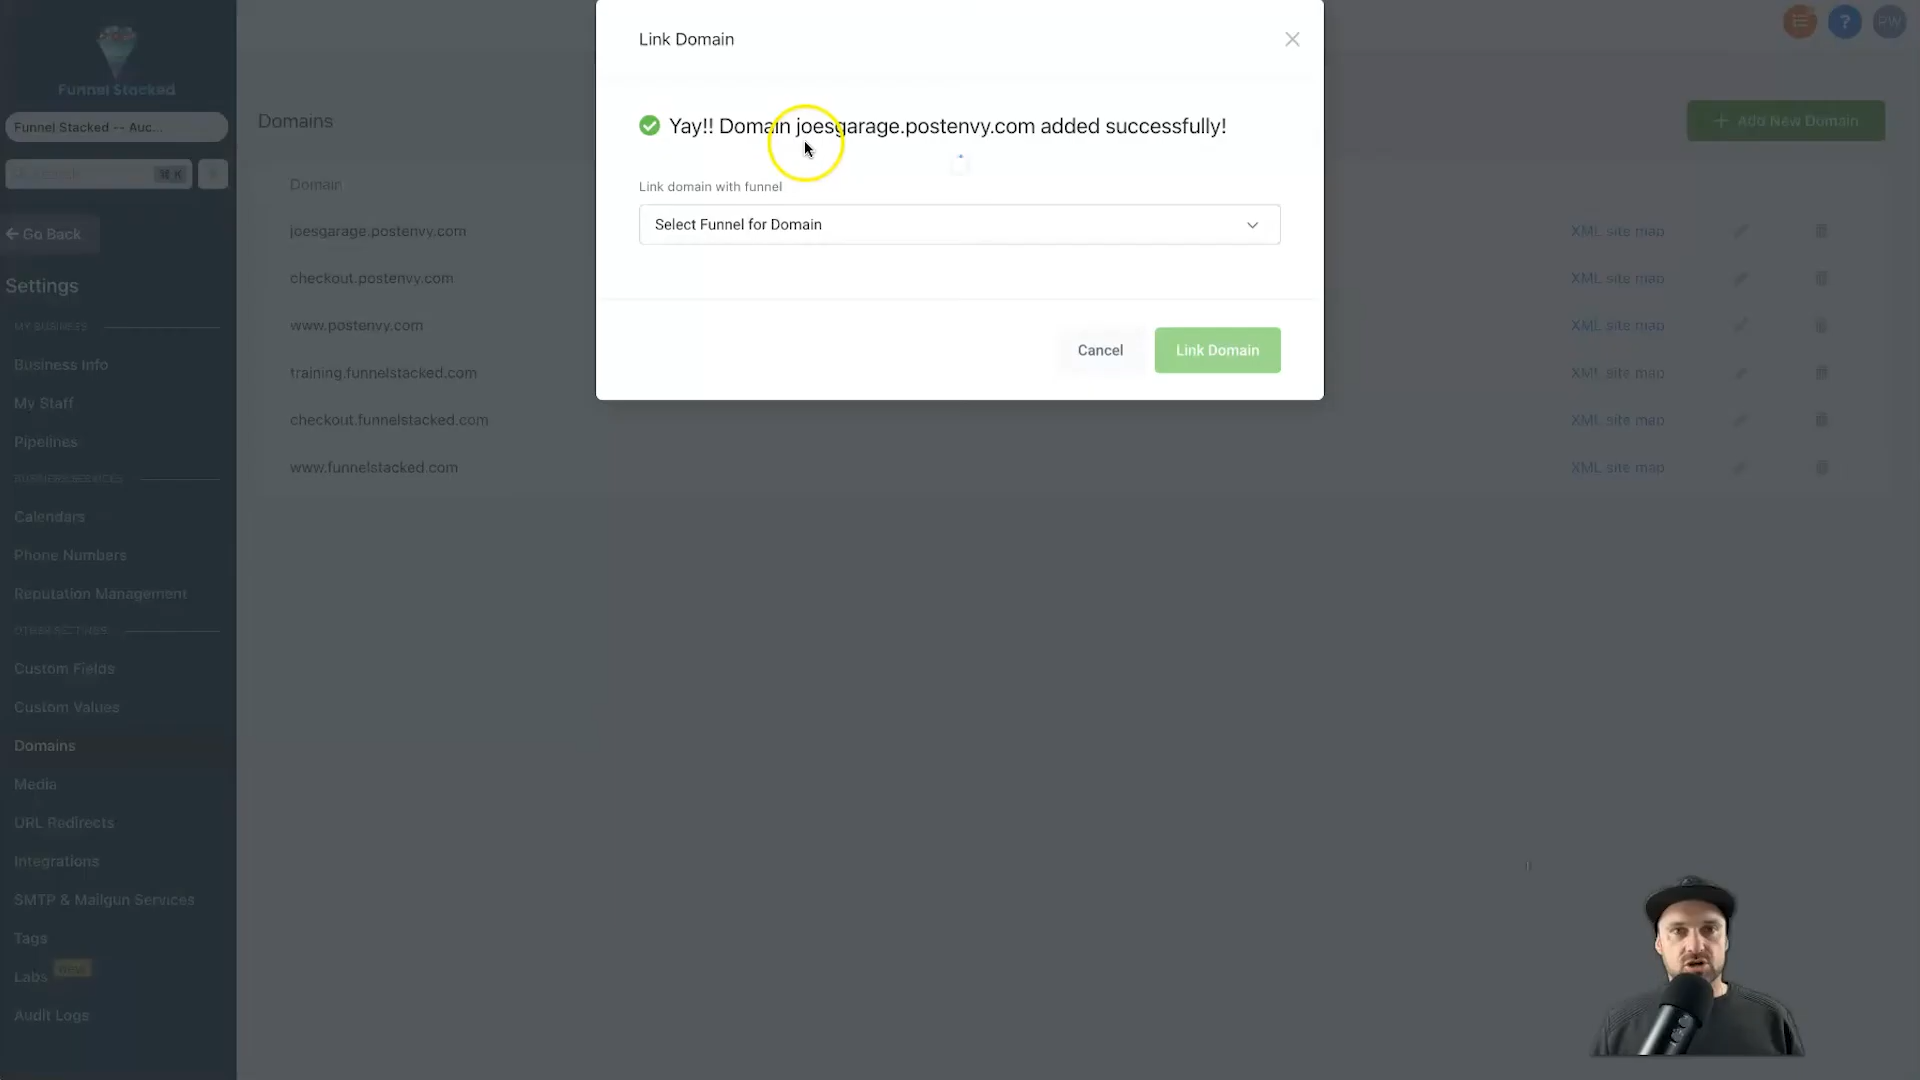 Link Domain
Yay!! Domain joesgarage.postenvy.com added successfully!
Link domain with funnel
Select Funnel for Domain
Cancel
Link Domain
Funnel Stacked
Funnel Stacked -- Auc...
⌘ K
Go Back
Settings
MY BUSINESS
Business Info
My Staff
Pipelines
BUSINESS SERVICES
Calendars
Phone Numbers
Reputation Management
OTHER SETTINGS
Custom Fields
Custom Values
Domains
Media
URL Redirects
Integrations
SMTP & Mailgun Services
Tags
Labs
Audit Logs
? PW
Domains
+ Add New Domain
Domain
joesgarage.postenvy.com XML site map
checkout.postenvy.com XML site map
www.postenvy.com XML site map
training.funnelstacked.com XML site map
checkout.funnelstacked.com XML site map
www.funnelstacked.com XML site map